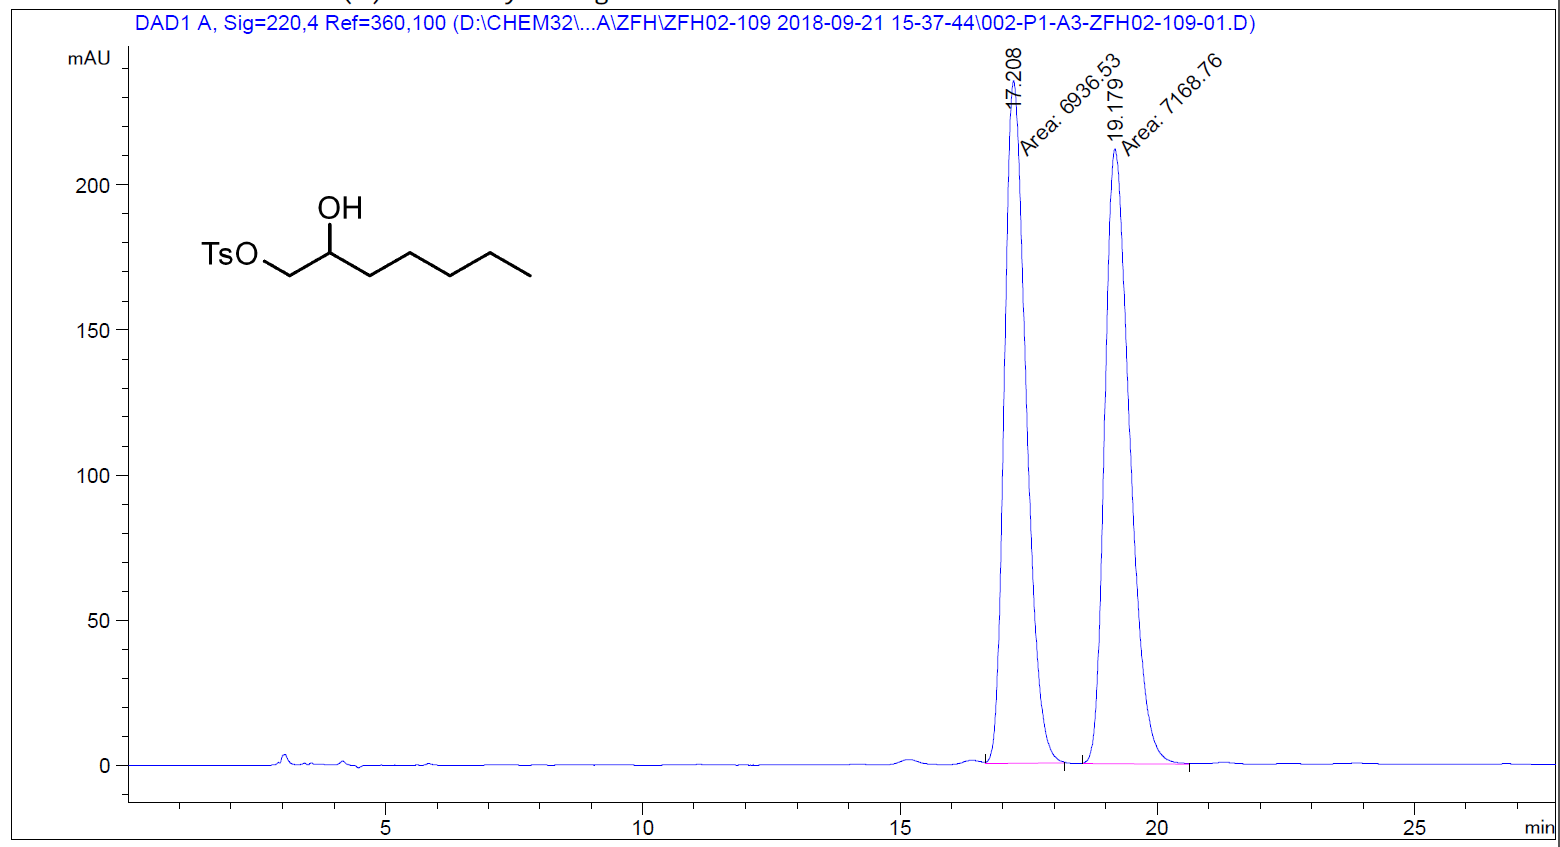 DAD1 A, Sig=220,4 Ref=360,100 (D:\CHEM32\...A\ZFH\ZFH02-109 2018-09-21 15-37-44\002-P1-A3-ZFH02-109-01.D)
mAU
17.208
Area: 6936.53
19.179
Area: 7168.76
200
OH
TsO
150
100
50
0
5
10
15
20
25
min